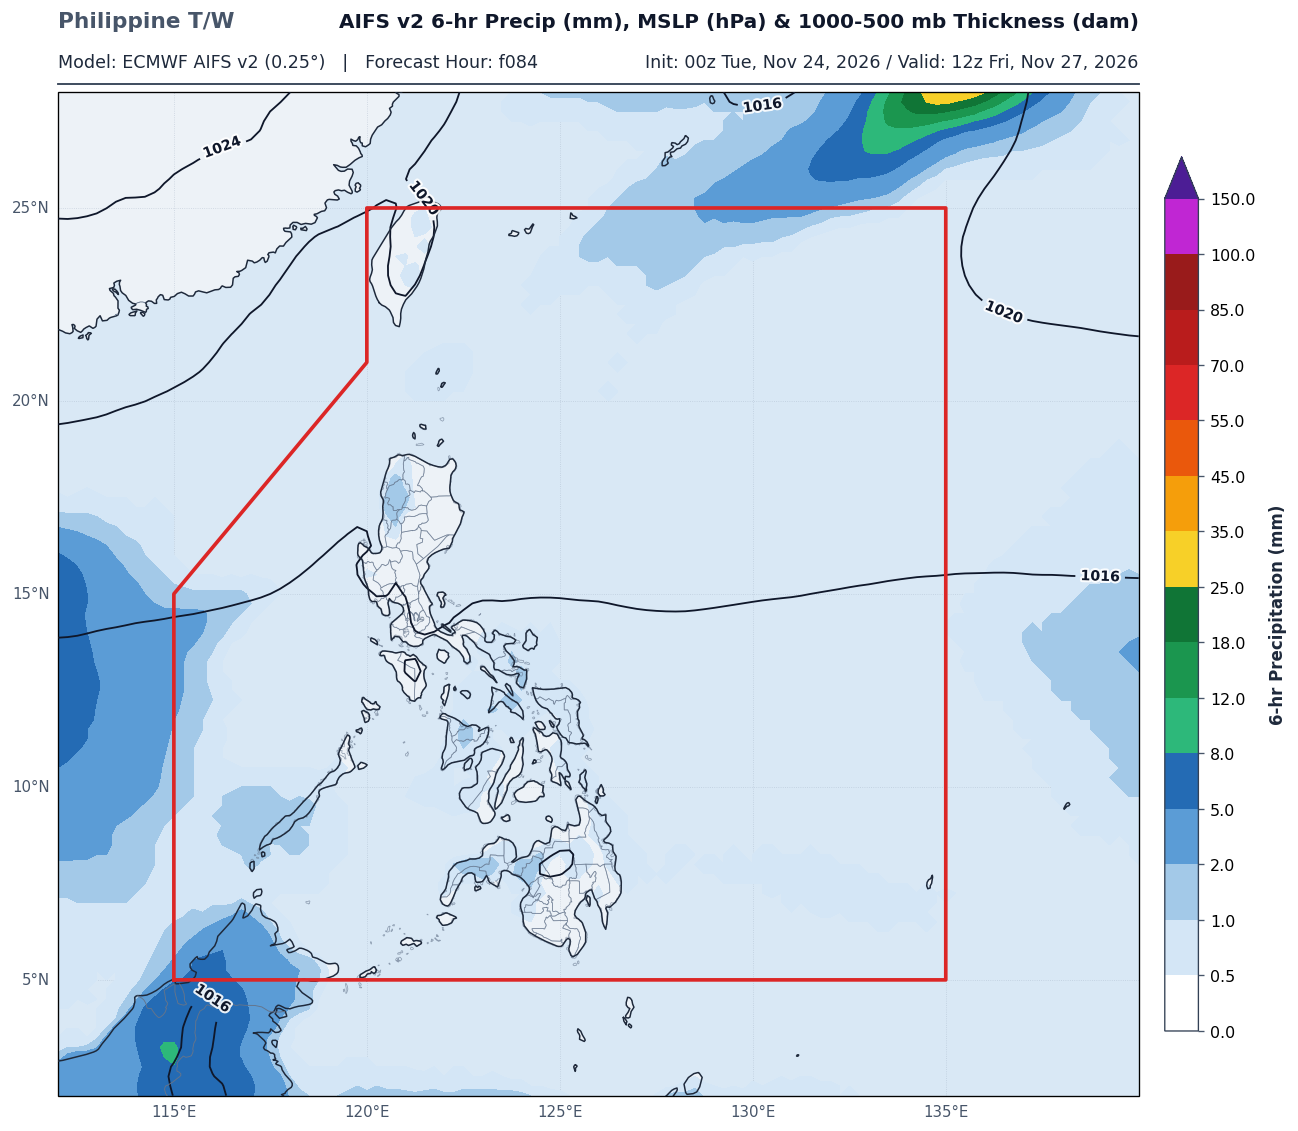 Philippine T/W
AIFS v2 6-hr Precip (mm), MSLP (hPa) & 1000-500 mb Thickness (dam)
Model: ECMWF AIFS v2 (0.25°) | Forecast Hour: f084
Init: 00z Tue, Nov 24, 2026 / Valid: 12z Fri, Nov 27, 2026
1016
1024
1020
1020
1016
1016
25°N
20°N
15°N
10°N
5°N
115°E
120°E
125°E
130°E
135°E
150.0
100.0
85.0
70.0
55.0
45.0
35.0
25.0
18.0
12.0
8.0
5.0
2.0
1.0
0.5
0.0
6-hr Precipitation (mm)